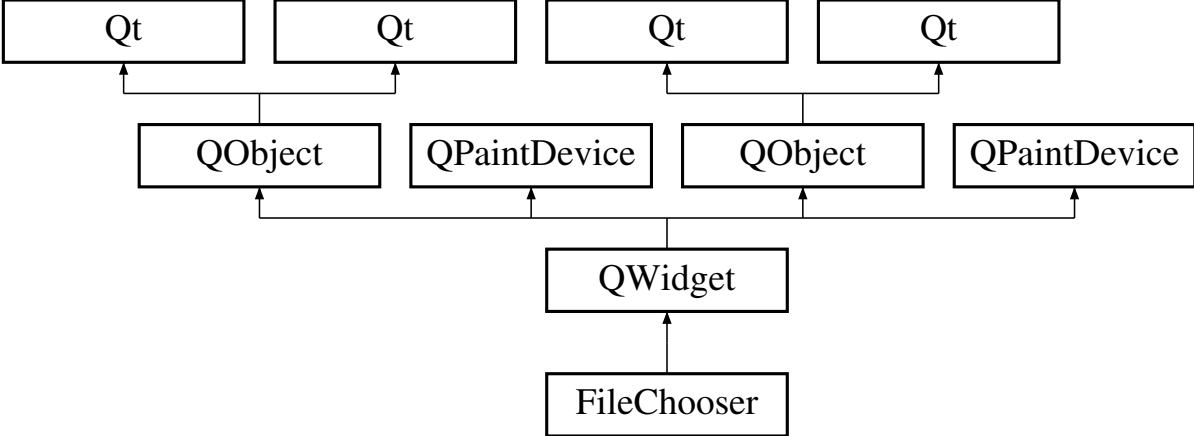 Qt Qt Qt Qt
QObject QPaintDevice QObject QPaintDevice
QWidget
FileChooser